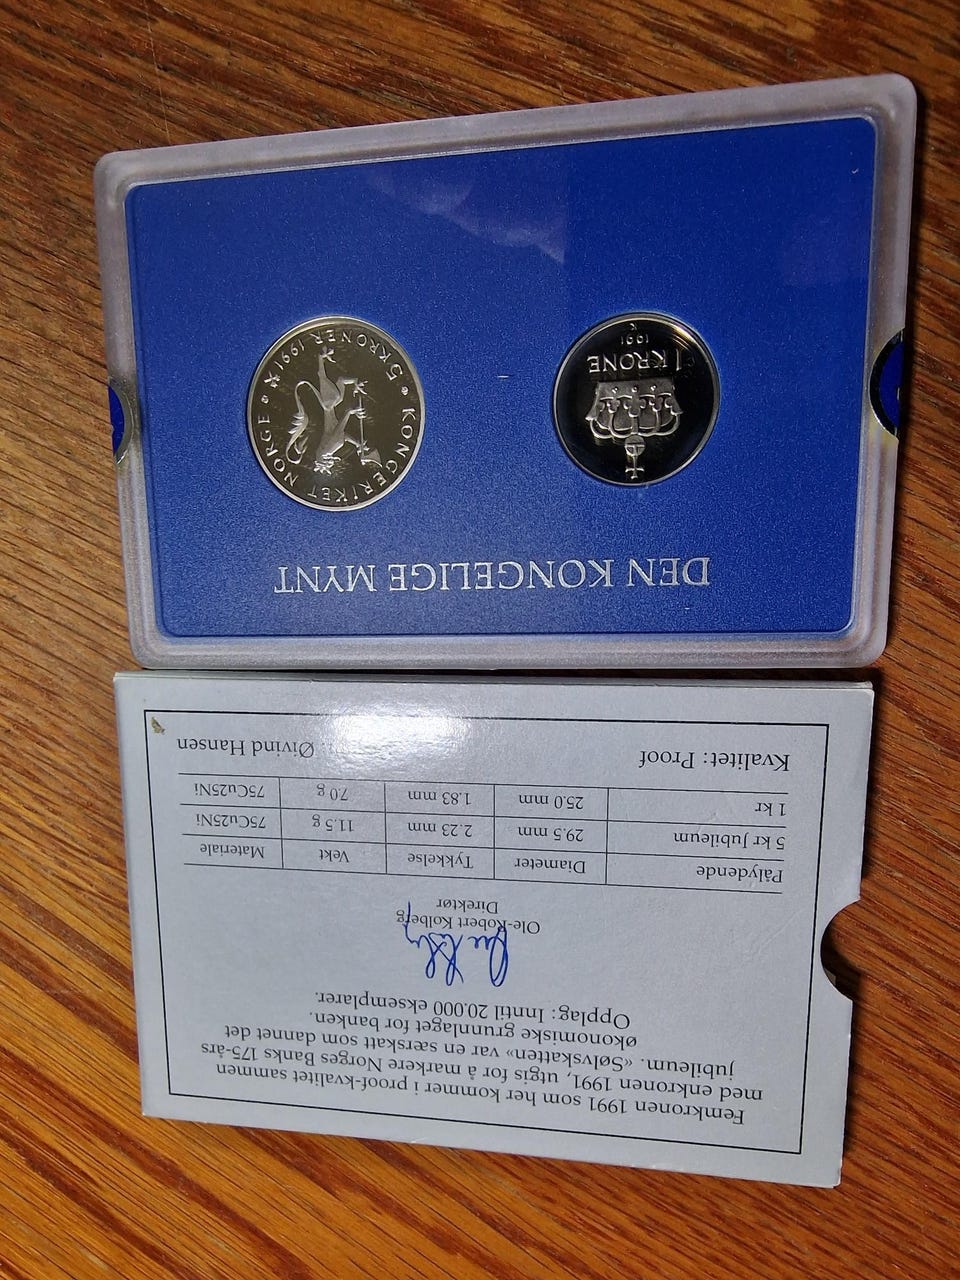 Femkronen 1991 som her kommer i proof-kvalitet sammen
med enkronen 1991, utgis for å markere Norges Banks 175-års
jubileum. «Sølvskatten» var en særskatt som dannet det
økonomiske grunnlaget for banken.
Opplag: Inntil 20.000 eksemplarer.
Ole-Robert Kolberg
Direktør
Pålydende Diameter Tykkelse Vekt Materiale
5 kr Jubileum 29.5 mm 2.23 mm 11.5 g 75Cu25Ni
1 kr 25.0 mm 1.83 mm 7.0 g 75Cu25Ni
Kvalitet: Proof : Øivind Hansen
DEN KONGELIGE MYNT
1 KRONE
1991
K
KONGERIKET NORGE
5 KRONER 1991